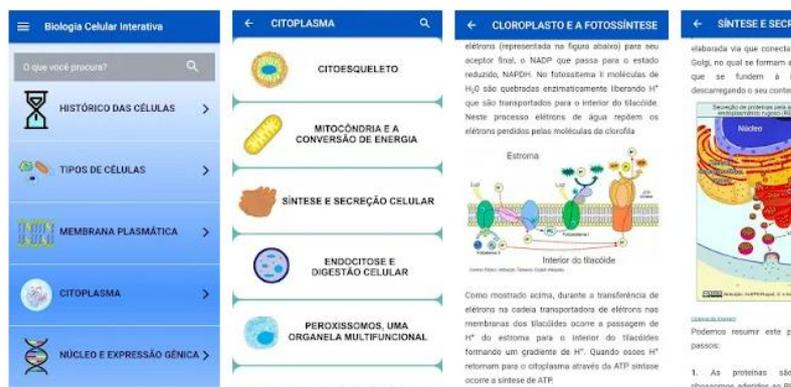 Biologia Celular Interativa
O que você procura?
HISTÓRICO DAS CÉLULAS
TIPOS DE CÉLULAS
MEMBRANA PLASMÁTICA
CITOPLASMA
NÚCLEO E EXPRESSÃO GÊNICA
CITOPLASMA
CITOESQUELETO
MITOCÔNDRIA E A
CONVERSÃO DE ENERGIA
SÍNTESE E SECREÇÃO CELULAR
ENDOCITOSE E
DIGESTÃO CELULAR
PEROXISSOMOS, UMA
ORGANELA MULTIFUNCIONAL
CLOROPLASTO E A FOTOSSÍNTESE
elétrons (representada na figura abaixo) para seu
aceptor final, o NADP que passa para o estado
reduzido, NAPDH. No fotossitema II moléculas de
H₂0 são quebradas enzimaticamente liberando H⁺
que são transportados para o interior do tilacóide.
Neste processo elétrons de água repõem os
elétrons perdidos pelas moléculas da clorofila
Estroma
Luz
Luz
Interior do tilacóide
Como mostrado acima, durante a transferência de
elétrons na cadeia transportadora de elétrons nas
membranas dos tilacóides ocorre a passagem de
H⁺ do estroma para o interior do tilacóides
formando um gradiente de H⁺. Quando esses H⁺
retornam para o citoplasma através da ATP sintase
ocorre a síntese de ATP.
SÍNTESE E SECR
elaborada via que conecta
Golgi, no qual se formam a
que se fundem à
descarregando o seu conte
Núcleo
Podemos resumir este p
passos:
1. As proteínas são